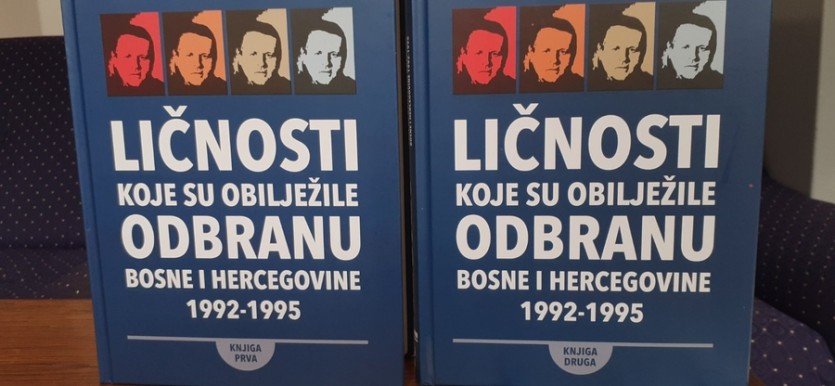 LIČNOSTI
KOJE SU OBILJEŽILE
ODBRANU
BOSNE I HERCEGOVINE
1992-1995
KNJIGA
PRVA
LIČNOSTI
KOJE SU OBILJEŽILE
ODBRANU
BOSNE I HERCEGOVINE
1992-1995
KNJIGA
DRUGA